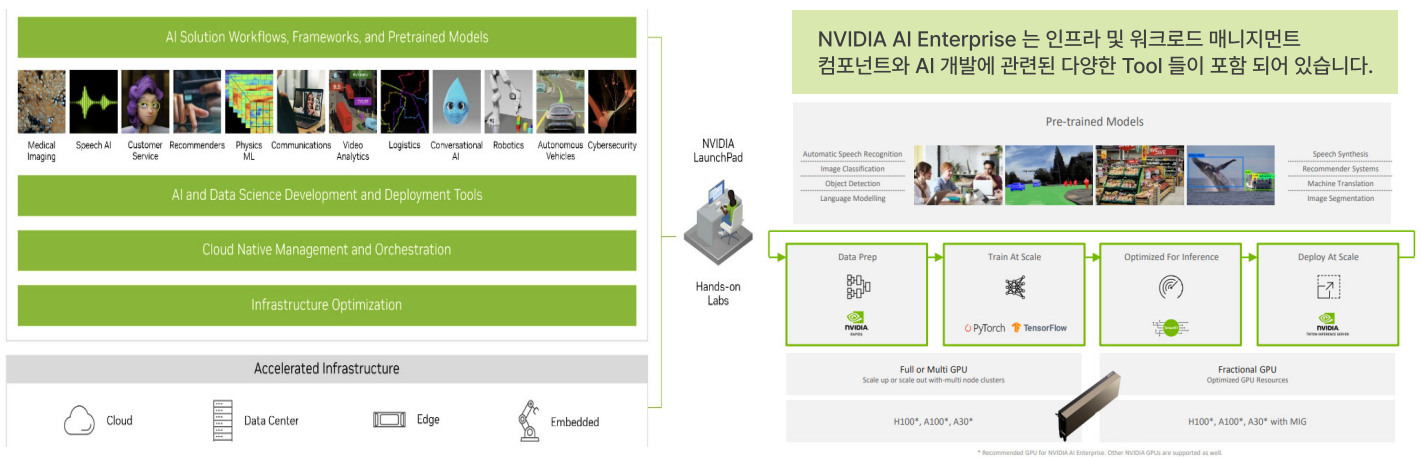 AI Solution Workflows, Frameworks, and Pretrained Models
Medical
Imaging
Speech AI
Customer
Service
Recommenders
Physics
ML
Communications
Video
Analytics
Logistics
Conversational
AI
Robotics
Autonomous
Vehicles
Cybersecurity
AI and Data Science Development and Deployment Tools
Cloud Native Management and Orchestration
Infrastructure Optimization
Accelerated Infrastructure
Cloud
Data Center
Edge
Embedded
NVIDIA
LaunchPad
Hands-on
Labs
NVIDIA AI Enterprise 는 인프라 및 워크로드 매니지먼트
컴포넌트와 AI 개발에 관련된 다양한 Tool 들이 포함 되어 있습니다.
Pre-trained Models
Automatic Speech Recognition
Image Classification
Object Detection
Language Modelling
Speech Synthesis
Recommender Systems
Machine Translation
Image Segmentation
Data Prep
NVIDIA.
RAPIDS
Train At Scale
PyTorch
TensorFlow
Optimized For Inference
Deploy At Scale
NVIDIA.
TRITON INFERENCE SERVER
Full or Multi GPU
Scale up or scale out with-multi node clusters
Fractional GPU
Optimized GPU Resources
H100*, A100*, A30*
H100*, A100*, A30* with MIG
* Recommended GPU for NVIDIA AI Enterprise. Other NVIDIA GPUs are supported as well.